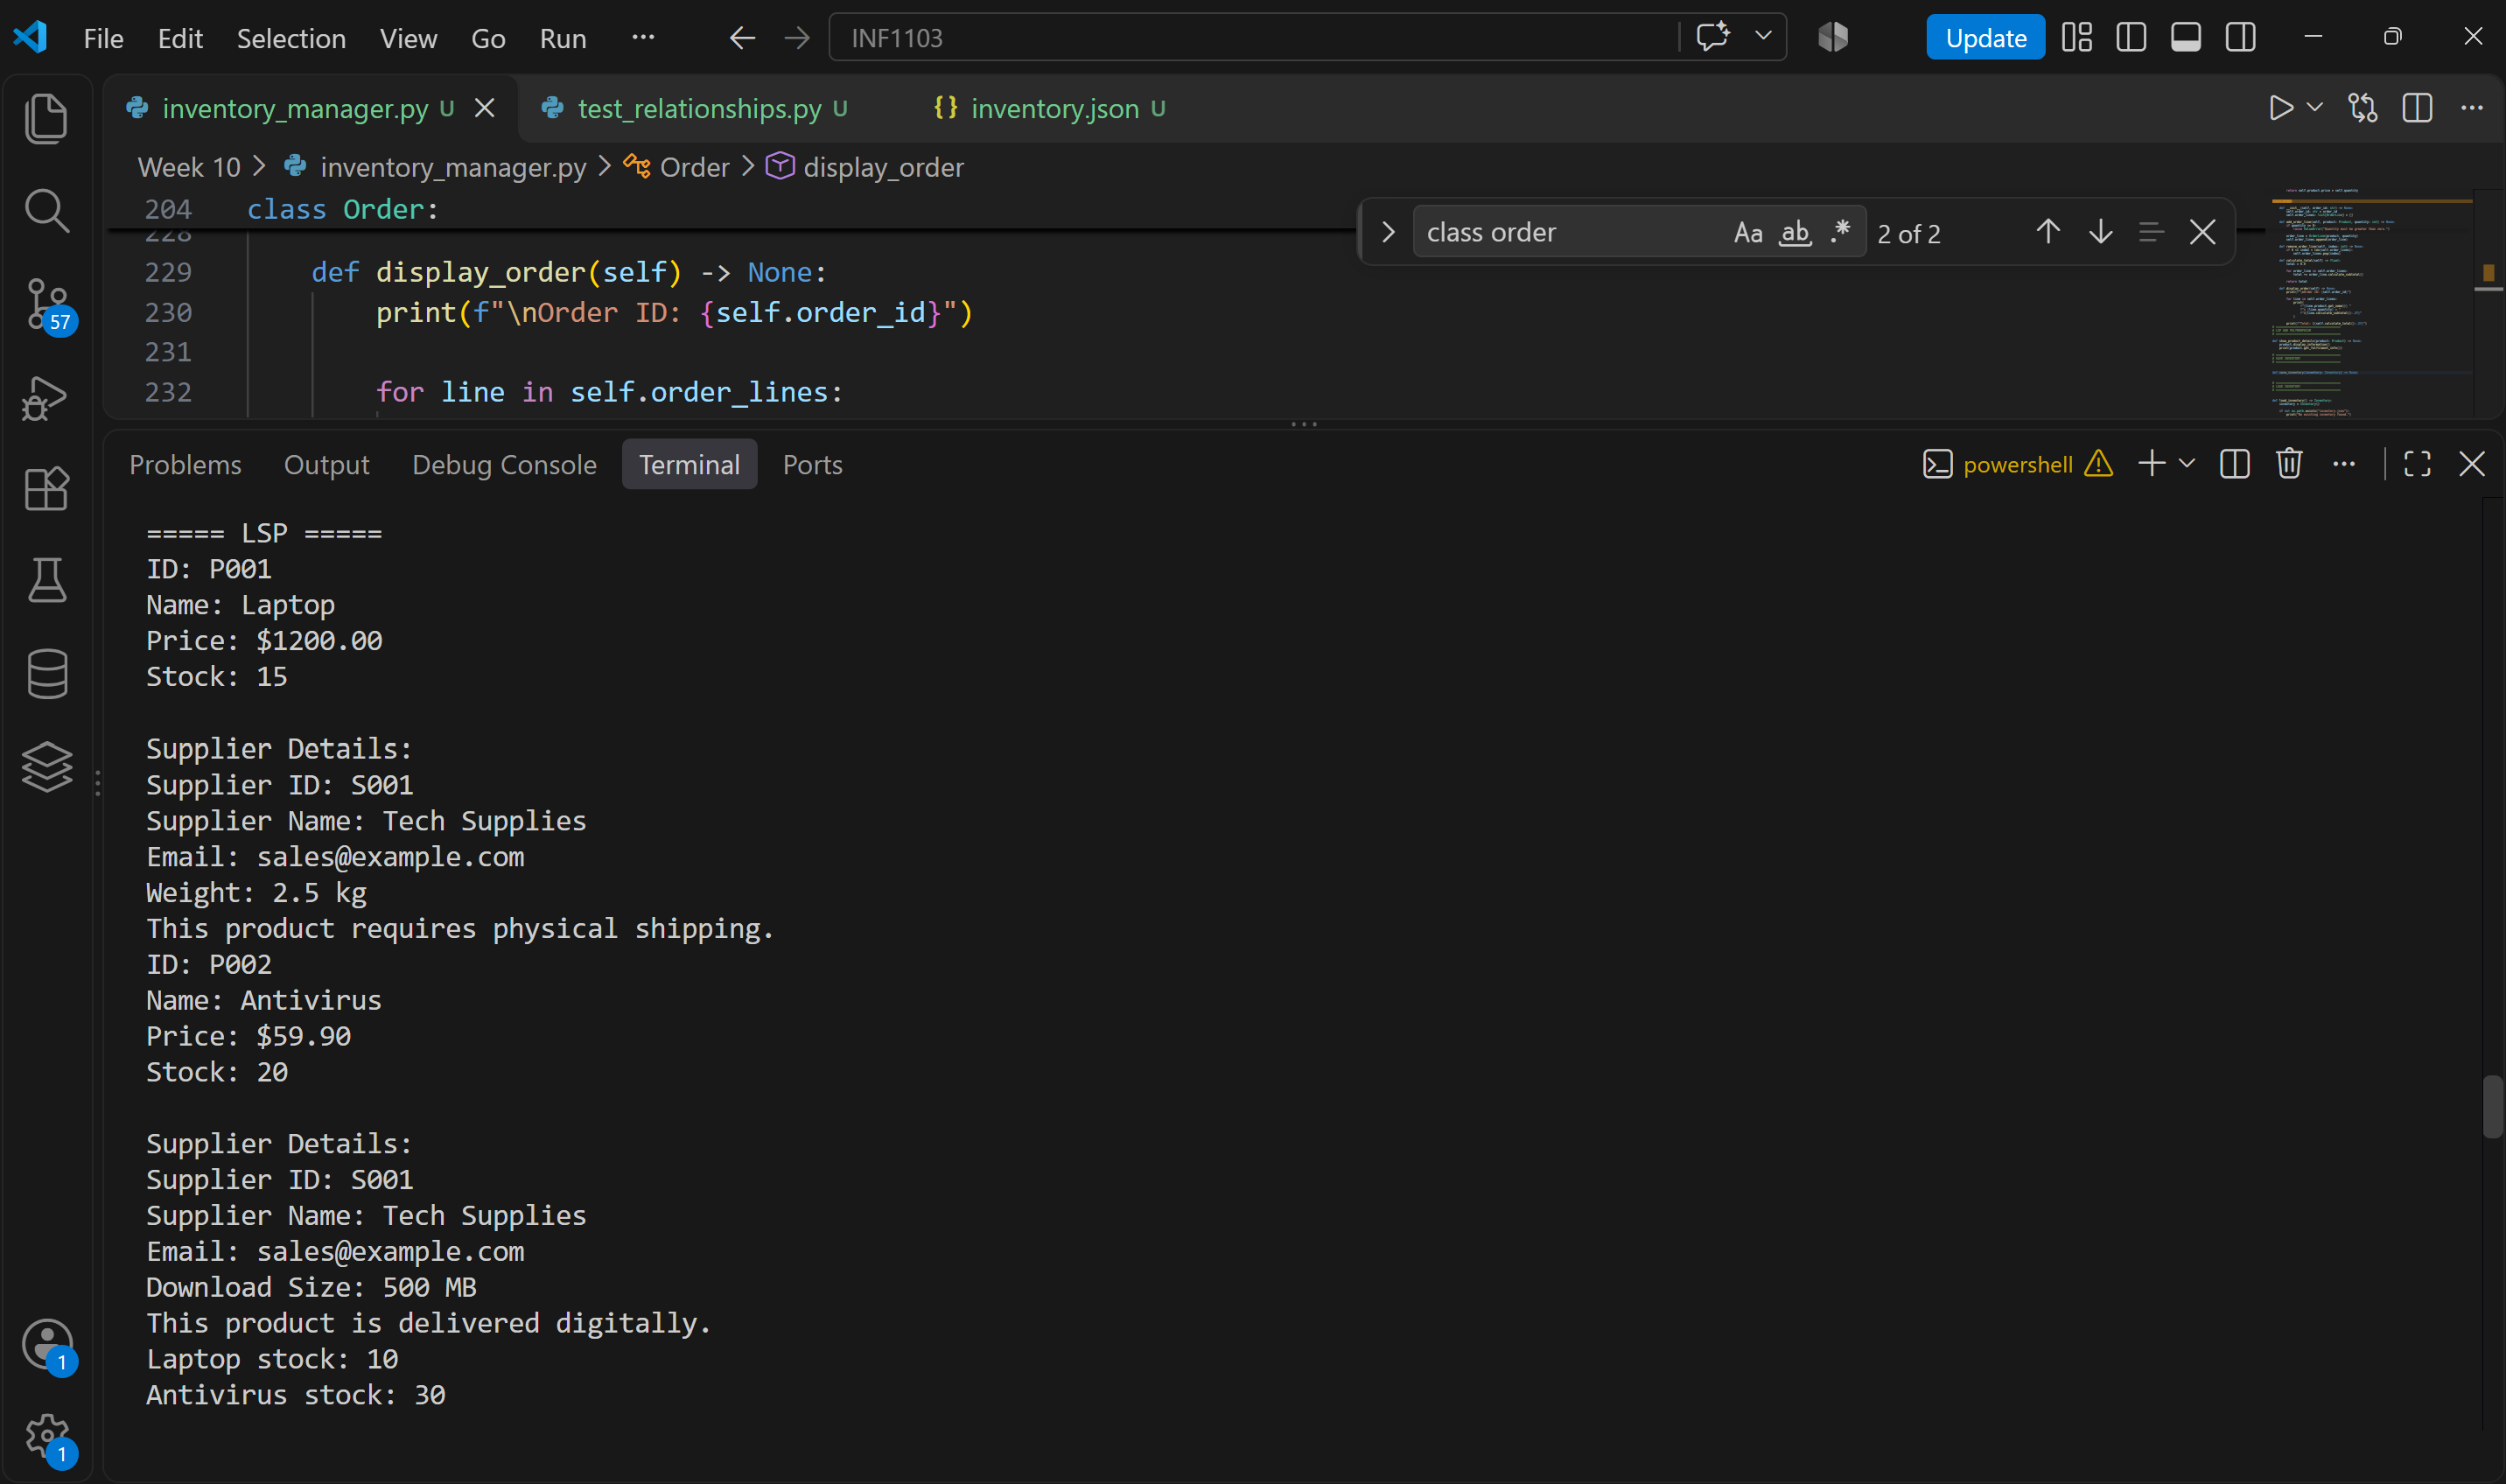 File Edit Selection View Go Run ···
INF1103
Update
inventory_manager.py U
test_relationships.py U
{} inventory.json U
Week 10 > inventory_manager.py > Order > display_order
204 class Order:
class order Aa ab .* 2 of 2
228
229 def display_order(self) -> None:
230 print(f"\nOrder ID: {self.order_id}")
231
232 for line in self.order_lines:
57
Problems Output Debug Console Terminal Ports
powershell
===== LSP =====
ID: P001
Name: Laptop
Price: $1200.00
Stock: 15
Supplier Details:
Supplier ID: S001
Supplier Name: Tech Supplies
Email: sales@example.com
Weight: 2.5 kg
This product requires physical shipping.
ID: P002
Name: Antivirus
Price: $59.90
Stock: 20
Supplier Details:
Supplier ID: S001
Supplier Name: Tech Supplies
Email: sales@example.com
Download Size: 500 MB
This product is delivered digitally.
Laptop stock: 10
Antivirus stock: 30
1
1